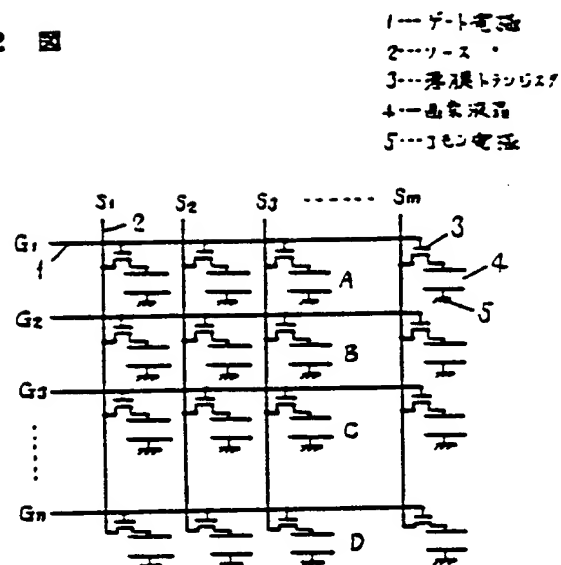 2 図
1…ゲート電極
2…ソース 〃
3…薄膜トランジスタ
4…画素液晶
5…コモン電極
S1 S2 S3 ……… Sm
G1 2 3
1 A 4
G2 5
B
G3
C
Gn
D